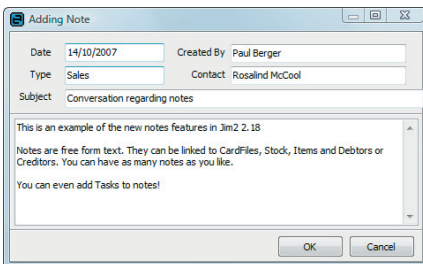 Adding Note
Date 14/10/2007 Created By Paul Berger
Type Sales Contact Rosalind McCool
Subject Conversation regarding notes
This is an example of the new notes features in Jim2 2.18
Notes are free form text. They can be linked to CardFiles, Stock, Items and Debtors or
Creditors. You can have as many notes as you like.
You can even add Tasks to notes!
OK Cancel